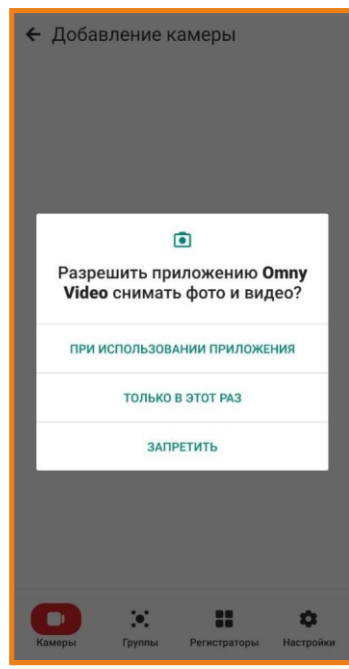 Добавление камеры
Разрешить приложению Omny
Video снимать фото и видео?
ПРИ ИСПОЛЬЗОВАНИИ ПРИЛОЖЕНИЯ
ТОЛЬКО В ЭТОТ РАЗ
ЗАПРЕТИТЬ
Камеры Группы Регистраторы Настройки